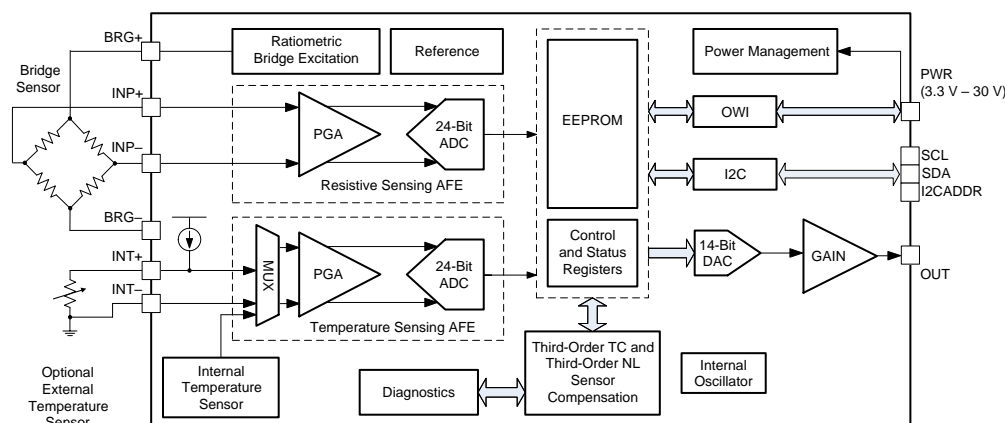 BRG+
Bridge
Sensor
INP+
INP–
BRG–
INT+
INT–
Optional
External
Temperature
Sensor
Ratiometric
Bridge Excitation
Reference
PGA
24-Bit
ADC
Resistive Sensing AFE
MUX
PGA
24-Bit
ADC
Temperature Sensing AFE
Internal
Temperature
Sensor
Diagnostics
EEPROM
Control
and Status
Registers
Third-Order TC and
Third-Order NL
Sensor
Compensation
Power Management
OWI
I2C
14-Bit
DAC
GAIN
Internal
Oscillator
PWR
(3.3 V – 30 V)
SCL
SDA
I2CADDR
OUT